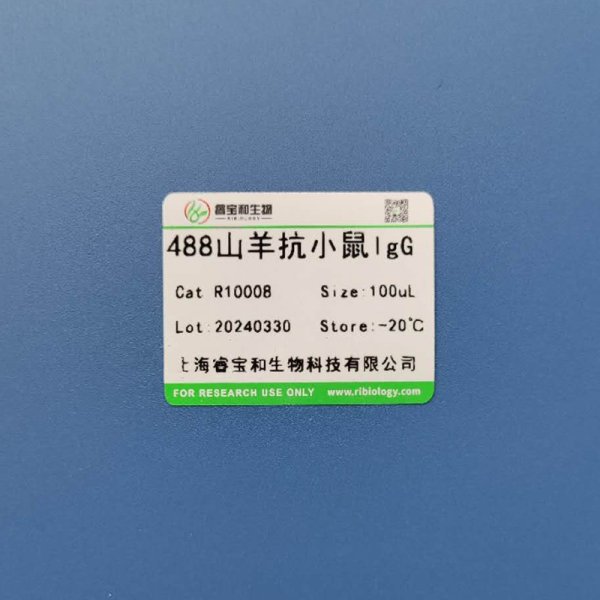 睿宝和生物
RIBIOLOGY
488山羊抗小鼠IgG
Cat R10008 Size:100uL
Lot:20240330 Store:-20℃
上海睿宝和生物科技有限公司
FOR RESEARCH USE ONLY www.ribiology.com